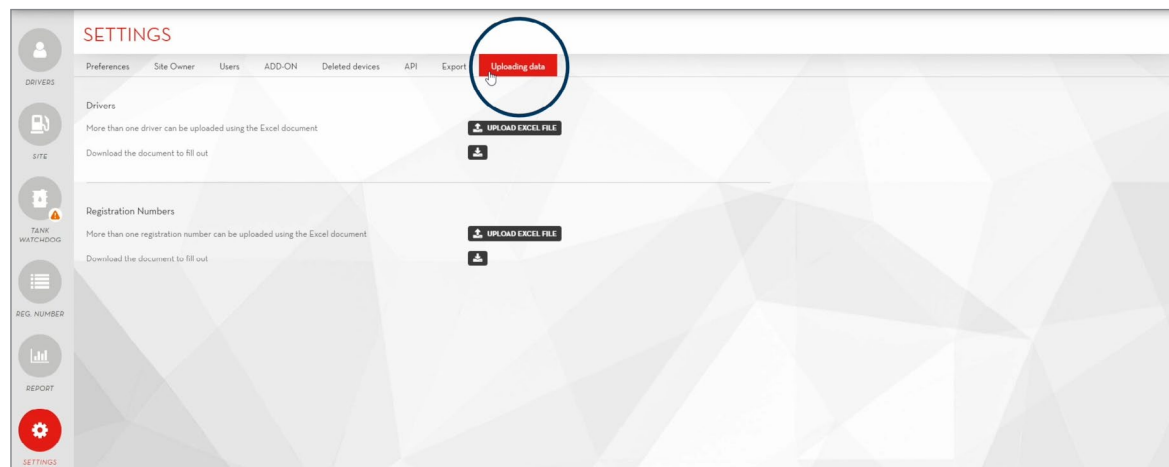 SETTINGS
Preferences Site Owner Users ADD-ON Deleted devices API Export Uploading data
DRIVERS
Drivers
More than one driver can be uploaded using the Excel document UPLOAD EXCEL FILE
Download the document to fill out
SITE
Registration Numbers
TANK
WATCHDOG
More than one registration number can be uploaded using the Excel document UPLOAD EXCEL FILE
Download the document to fill out
REG. NUMBER
REPORT
SETTINGS